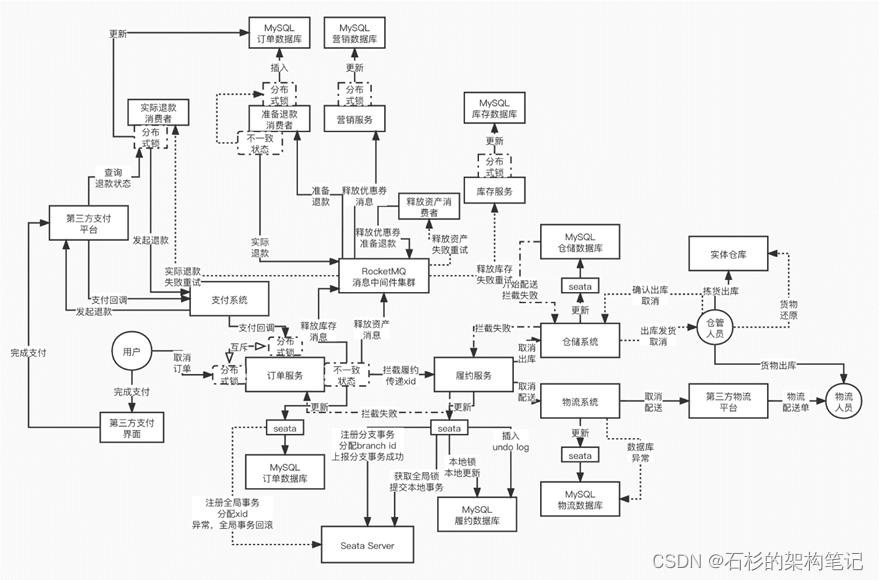 更新
MySQL
订单数据库
MySQL
营销数据库
插入
更新
分布
式锁
准备退款
消费者
不一致
状态
分布
式锁
营销服务
实际退款
消费者
分布
式锁
MySQL
库存数据库
更新
分布
式锁
库存服务
查询
退款状态
第三方支付
平台
发起退款
准备
退款
释放优惠券
消息
释放资产消
费者
释放优惠券
准备退款
释放资产
失败重试
实际
退款
实际退款
失败重试
RocketMQ
消息中间件集群
释放库存
失败重试
MySQL
仓储数据库
开始配送
拦截失败
seata
更新
实体仓库
拣货出库
确认出库
取消
货物
还原
支付回调
发起退款
支付系统
支付回调
释放库存
消息
释放资产
消息
完成支付
用户
取消
订单
互斥
分布
式锁
分布
式锁
订单服务
不一致
状态
拦截履约
传递xid
拦截失败
履约服务
取消
出库
取消
配送
仓储系统
出库发货
取消
仓管
人员
货物出库
完成支付
第三方支付
界面
更新
拦截失败
更新
物流系统
取消
配送
第三方物流
平台
物流
配送单
物流
人员
seata
MySQL
订单数据库
注册分支事务
分配branch id
上报分支事务成功
seata
插入
undo log
获取全局锁
提交本地事务
本地锁
本地更新
MySQL
履约数据库
更新
seata
数据库
异常
MySQL
物流数据库
注册全局事务
分配xid
异常，全局事务回滚
Seata Server
CSDN @石杉的架构笔记